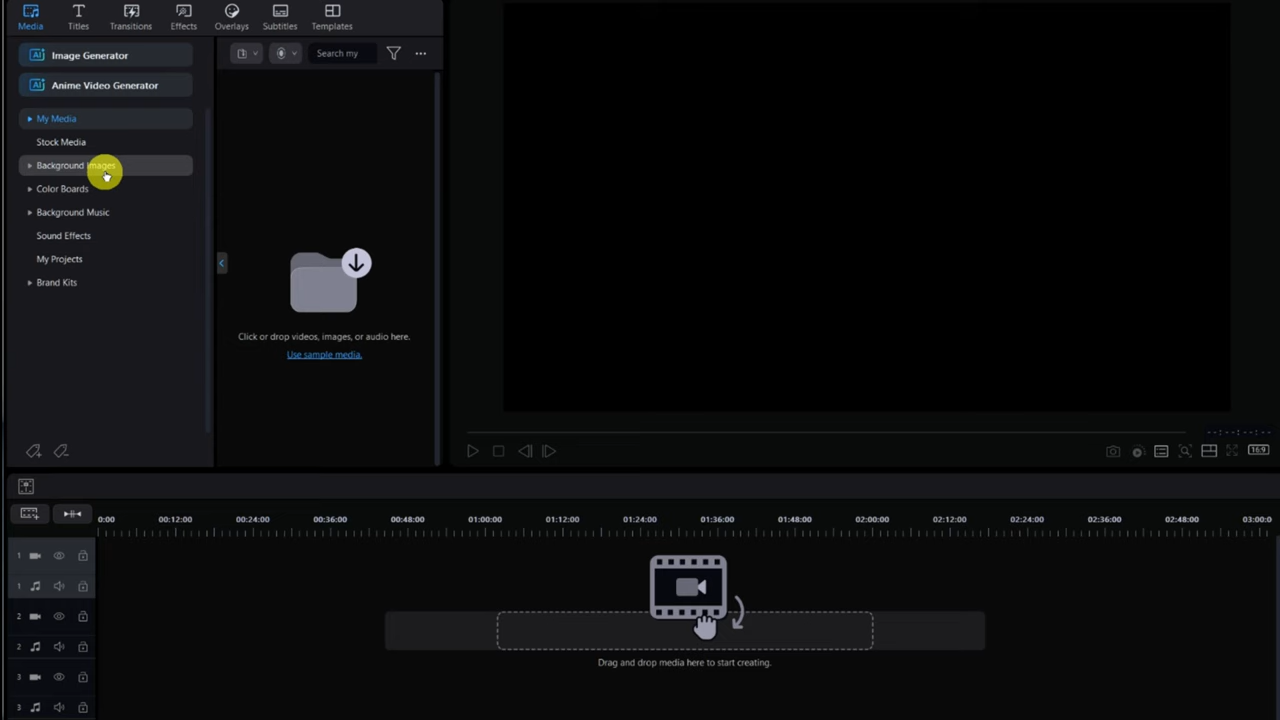 Media Titles Transitions Effects Overlays Subtitles Templates
AI Image Generator
AI Anime Video Generator
Search my
My Media
Stock Media
Background Images
Color Boards
Background Music
Sound Effects
My Projects
Brand Kits
Click or drop videos, images, or audio here.
Use sample media.
--:--:--:--
16:9
0:00 00:12:00 00:24:00 00:36:00 00:48:00 01:00:00 01:12:00 01:24:00 01:36:00 01:48:00 02:00:00 02:12:00 02:24:00 02:36:00 02:48:00 03:00:0
1
1
2
Drag and drop media here to start creating.
2
3
3